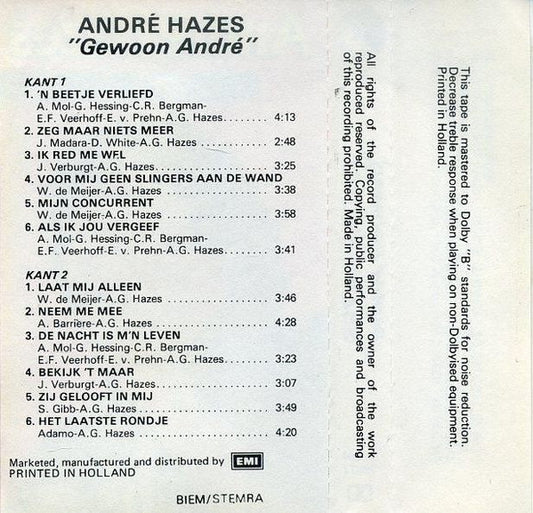 ANDRÉ HAZES
"Gewoon André"
KANT 1
1. 'N BEETJE VERLIEFD
A. Mol-G. Hessing-C.R. Bergman-
E.F. Veerhoff-E. v. Prehn-A.G. Hazes........ 4:13
2. ZEG MAAR NIETS MEER
J. Madara-D. White-A.G. Hazes .......... 2:48
3. IK RED ME WEL
J. Verburgt-A.G. Hazes.................... 3:25
4. VOOR MIJ GEEN SLINGERS AAN DE WAND
W. de Meijer-A.G. Hazes .................. 3:38
5. MIJN CONCURRENT
W. de Meijer-A.G. Hazes .................. 3:58
6. ALS IK JOU VERGEEF
A. Mol-G. Hessing-C.R. Bergman-
E.F. Veerhoff-E. v. Prehn-A.G. Hazes........ 3:41
KANT 2
1. LAAT MIJ ALLEEN
W. de Meijer-A.G. Hazes .................. 3:46
2. NEEM ME MEE
A. Barrière-A.G. Hazes .................... 4:28
3. DE NACHT IS M'N LEVEN
A. Mol-G. Hessing-C.R. Bergman-
E.F. Veerhoff-E. v. Prehn-A.G. Hazes........ 3:23
4. BEKIJK 'T MAAR
J. Verburgt-A.G. Hazes.................... 3:07
5. ZIJ GELOOFT IN MIJ
S. Gibb-A.G. Hazes ...................... 3:49
6. HET LAATSTE RONDJE
Adamo-A.G. Hazes ...................... 4:20
Marketed, manufactured and distributed by EMI
PRINTED IN HOLLAND
BIEM/STEMRA
All rights of the record producer and the owner of the work
reproduced reserved. Copying, public performances and broadcasting
of this recording prohibited. Made in Holland.
This tape is mastered to Dolby "B" standards for noise reduction.
Decrease treble response when playing on non-Dolbyised equipment.
Printed in Holland.